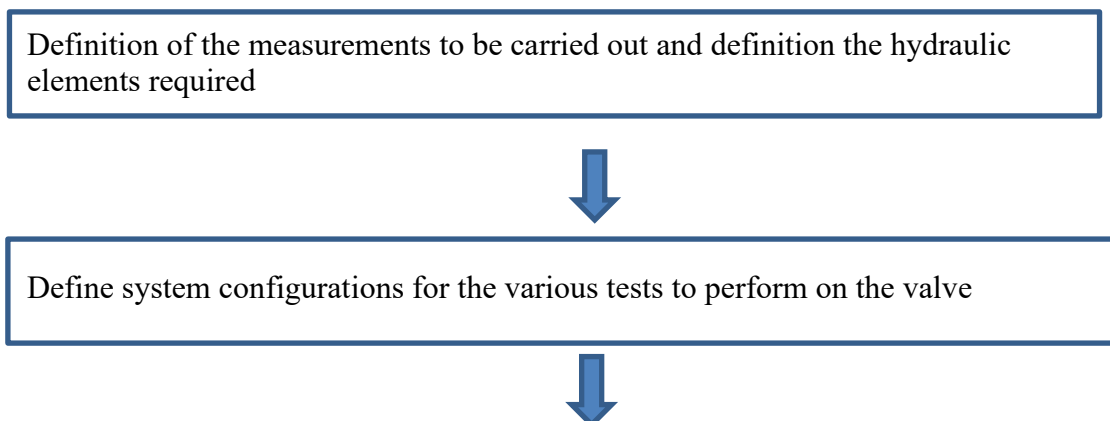 Definition of the measurements to be carried out and definition the hydraulic
elements required
Define system configurations for the various tests to perform on the valve